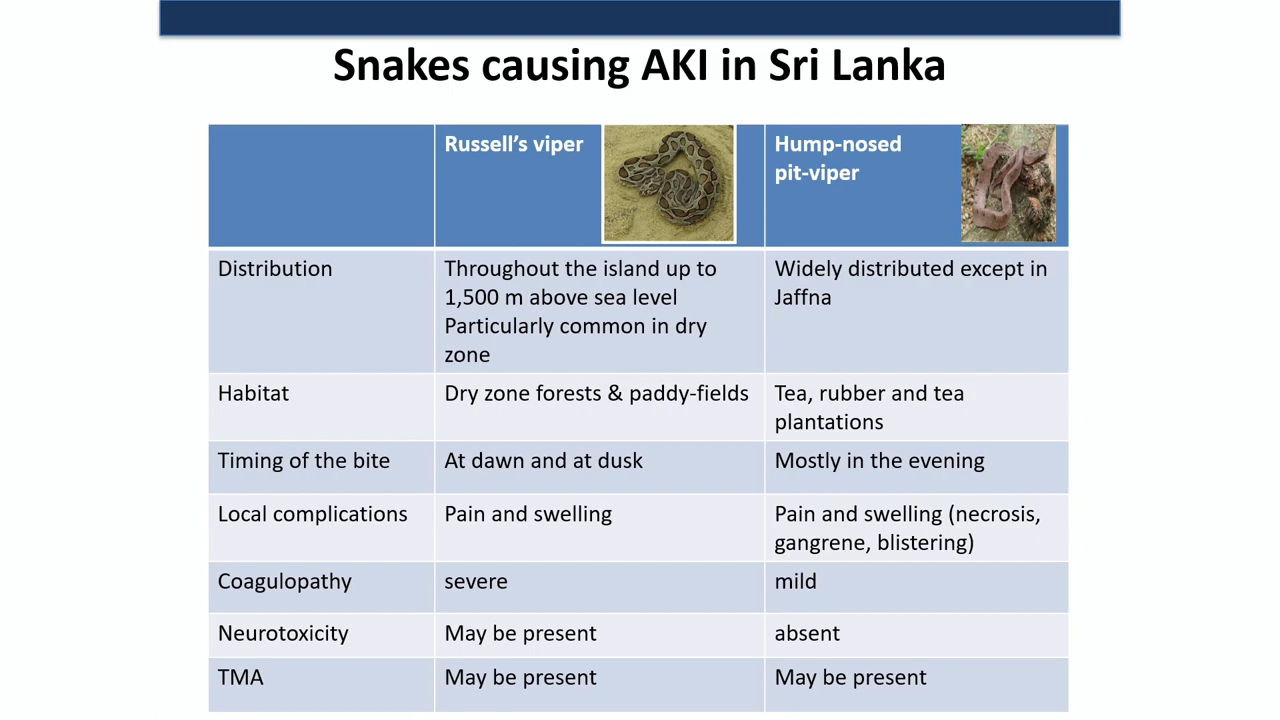 Snakes causing AKI in Sri Lanka
Russell’s viper
Hump-nosed
pit-viper
Distribution
Throughout the island up to
1,500 m above sea level
Particularly common in dry
zone
Widely distributed except in
Jaffna
Habitat
Dry zone forests & paddy-fields
Tea, rubber and tea
plantations
Timing of the bite
At dawn and at dusk
Mostly in the evening
Local complications
Pain and swelling
Pain and swelling (necrosis,
gangrene, blistering)
Coagulopathy
severe
mild
Neurotoxicity
May be present
absent
TMA
May be present
May be present